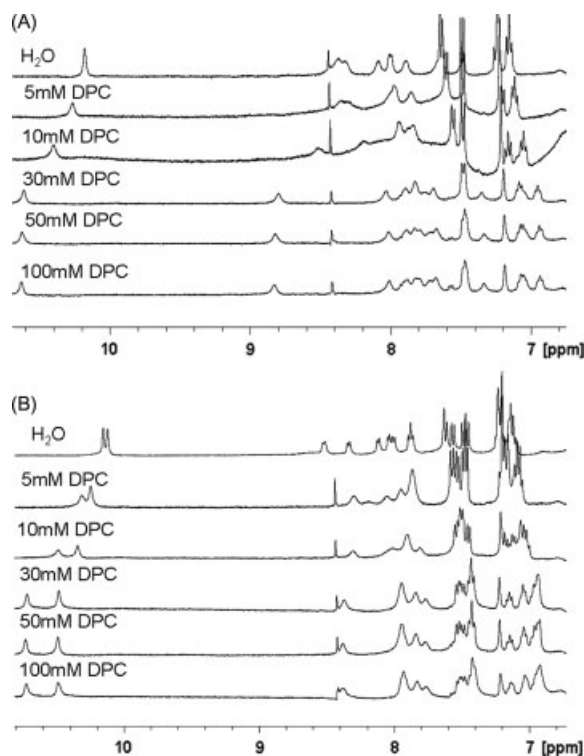 (A)
H₂O
5mM DPC
10mM DPC
30mM DPC
50mM DPC
100mM DPC
10 9 8 7 [ppm]
(B)
H₂O
5mM DPC
10mM DPC
30mM DPC
50mM DPC
100mM DPC
10 9 8 7 [ppm]